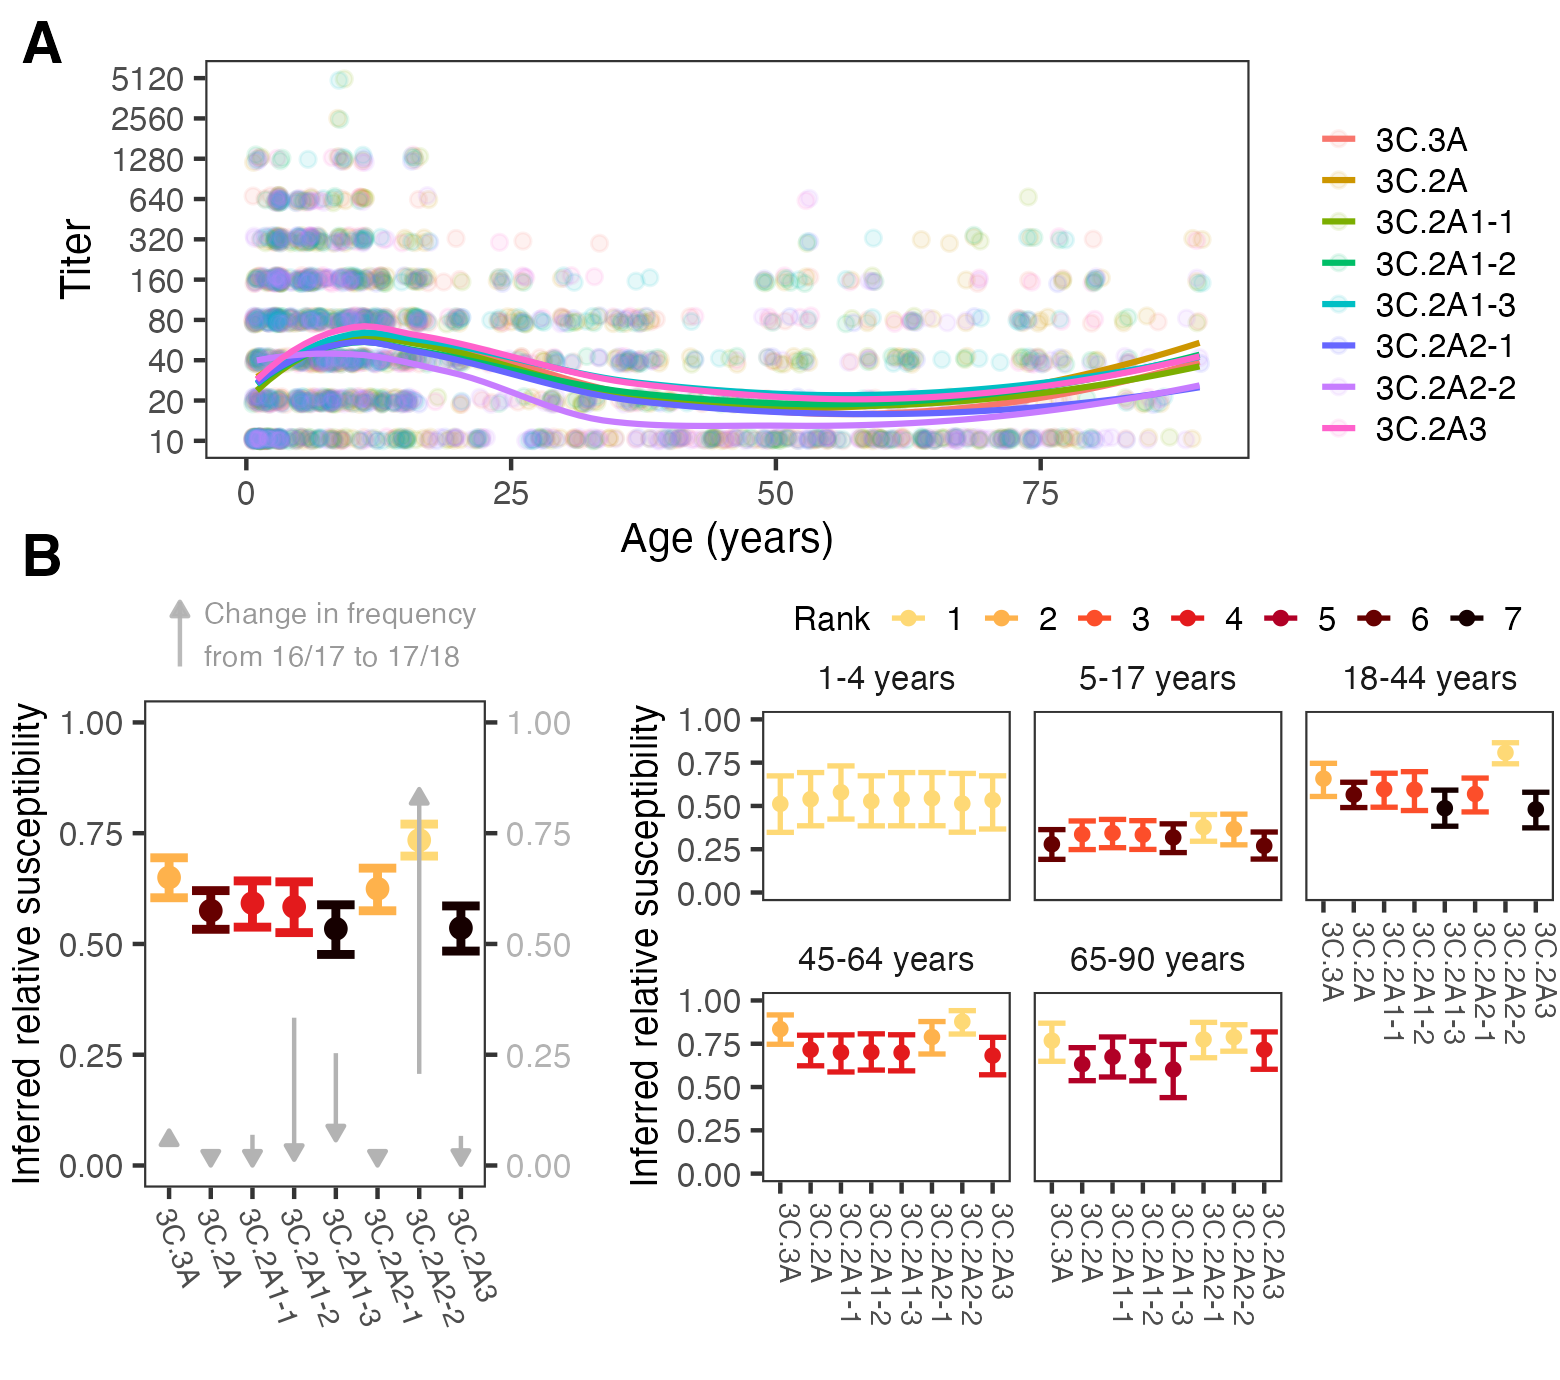 A
5120
2560
1280
640
320
160
80
40
20
10
Titer
0
25
50
75
Age (years)
3C.3A
3C.2A
3C.2A1-1
3C.2A1-2
3C.2A1-3
3C.2A2-1
3C.2A2-2
3C.2A3
B
Change in frequency
from 16/17 to 17/18
Inferred relative susceptibility
1.00
0.75
0.50
0.25
0.00
1.00
0.75
0.50
0.25
0.00
3C.3A
3C.2A
3C.2A1-1
3C.2A1-2
3C.2A1-3
3C.2A2-1
3C.2A2-2
3C.2A3
Rank 1 2 3 4 5 6 7
1-4 years
5-17 years
18-44 years
Inferred relative susceptibility
1.00
0.75
0.50
0.25
0.00
3C.3A
3C.2A
3C.2A1-1
3C.2A1-2
3C.2A1-3
3C.2A2-1
3C.2A2-2
3C.2A3
45-64 years
65-90 years
1.00
0.75
0.50
0.25
0.00
3C.3A
3C.2A
3C.2A1-1
3C.2A1-2
3C.2A1-3
3C.2A2-1
3C.2A2-2
3C.2A3
3C.3A
3C.2A
3C.2A1-1
3C.2A1-2
3C.2A1-3
3C.2A2-1
3C.2A2-2
3C.2A3